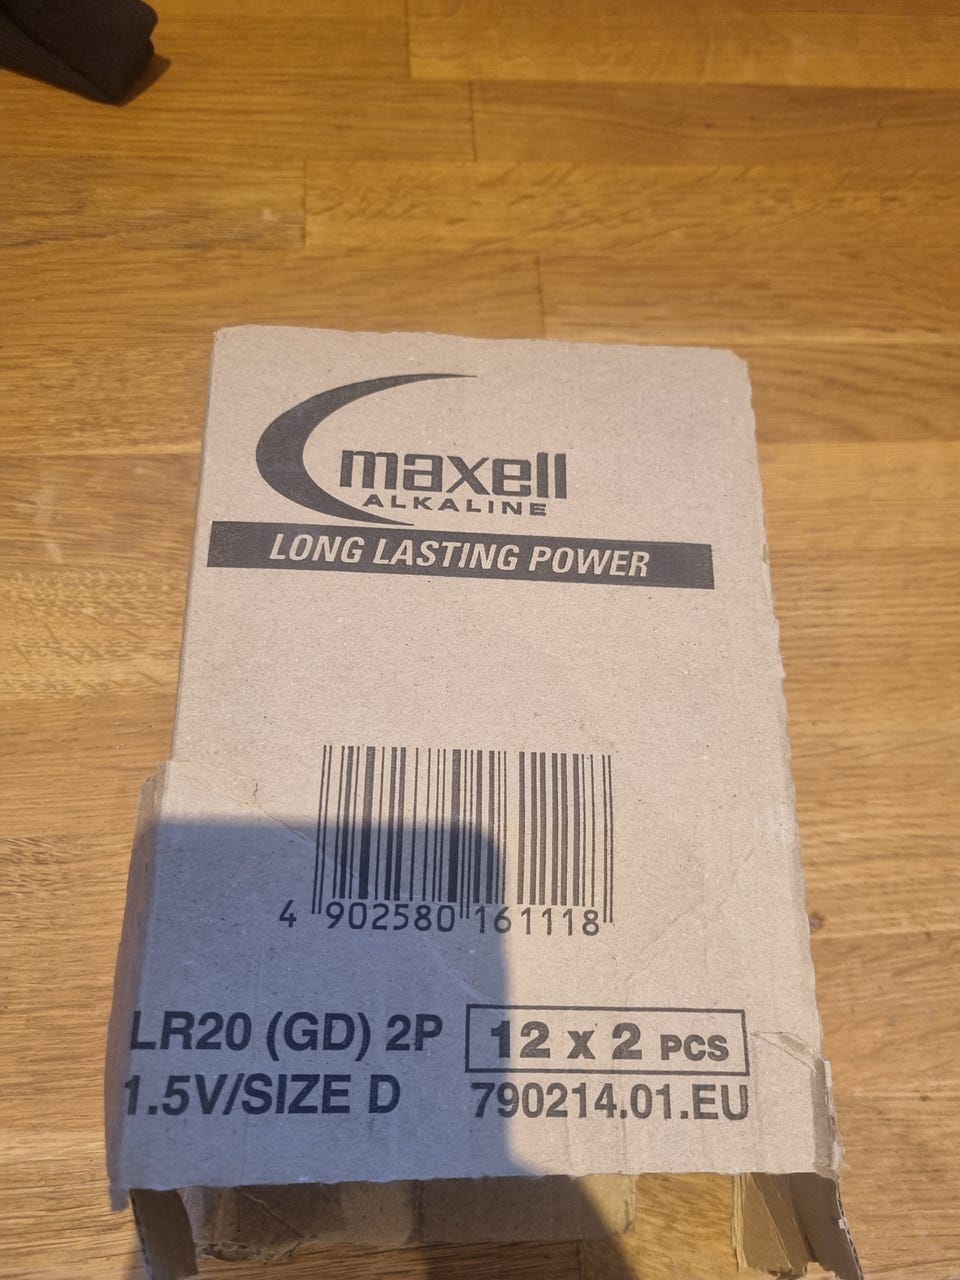 maxell
ALKALINE
LONG LASTING POWER
4 902580 161118
LR20 (GD) 2P
12 x 2 PCS
1.5V/SIZE D
790214.01.EU